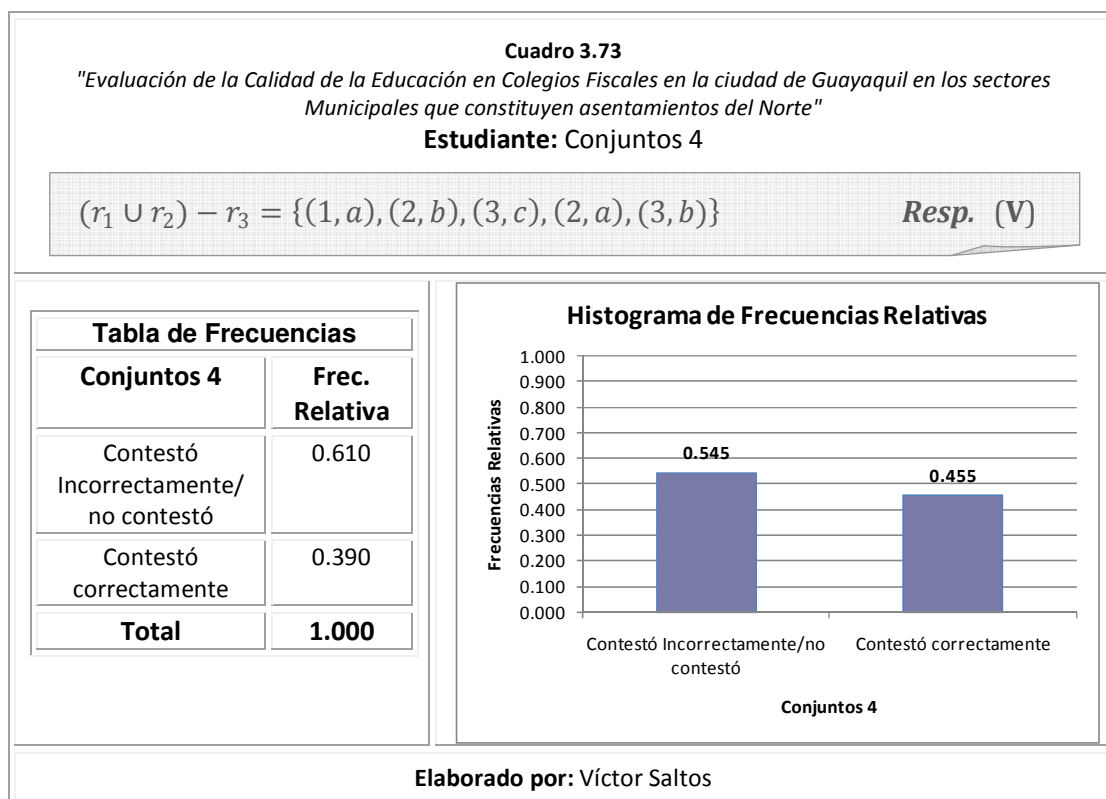 Cuadro 3.73
"Evaluación de la Calidad de la Educación en Colegios Fiscales en la ciudad de Guayaquil en los sectores
Municipales que constituyen asentamientos del Norte"
Estudiante: Conjuntos 4
(r₁ ∪ r₂) − r₃ = {(1, a), (2, b), (3, c), (2, a), (3, b)} Resp. (V)
Tabla de Frecuencias
Conjuntos 4 Frec.
Relativa
Contestó
Incorrectamente/
no contestó
0.610
Contestó
correctamente
0.390
Total 1.000
Histograma de Frecuencias Relativas
Frecuencias Relativas
1.000
0.900
0.800
0.700
0.600
0.500
0.400
0.300
0.200
0.100
0.000
0.545
0.455
Contestó Incorrectamente/no
contestó
Contestó correctamente
Conjuntos 4
Elaborado por: Víctor Saltos